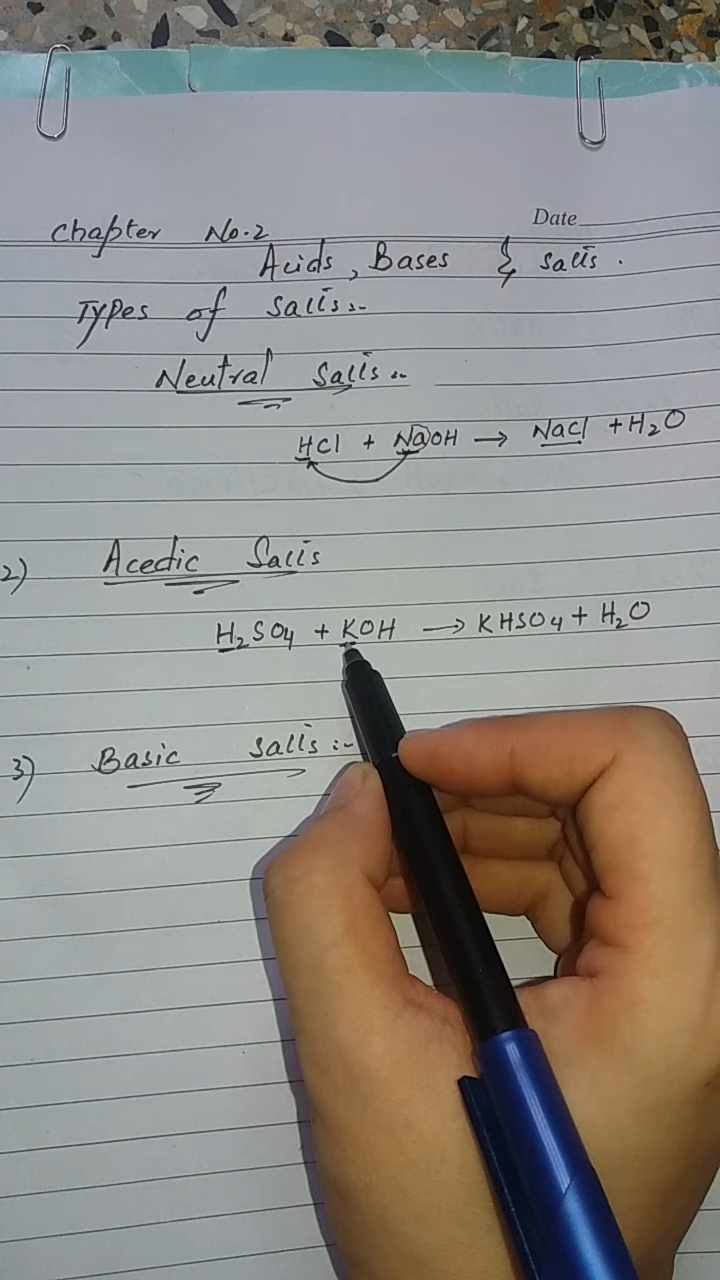 Date
Chapter No.2
Acids, Bases & Salts.
Types of Salts:-
Neutral Salts:-
HCl + NaOH → NaCl + H₂O
2) Acedic Salts
H₂SO₄ + KOH → KHSO₄ + H₂O
3) Basic salts:-